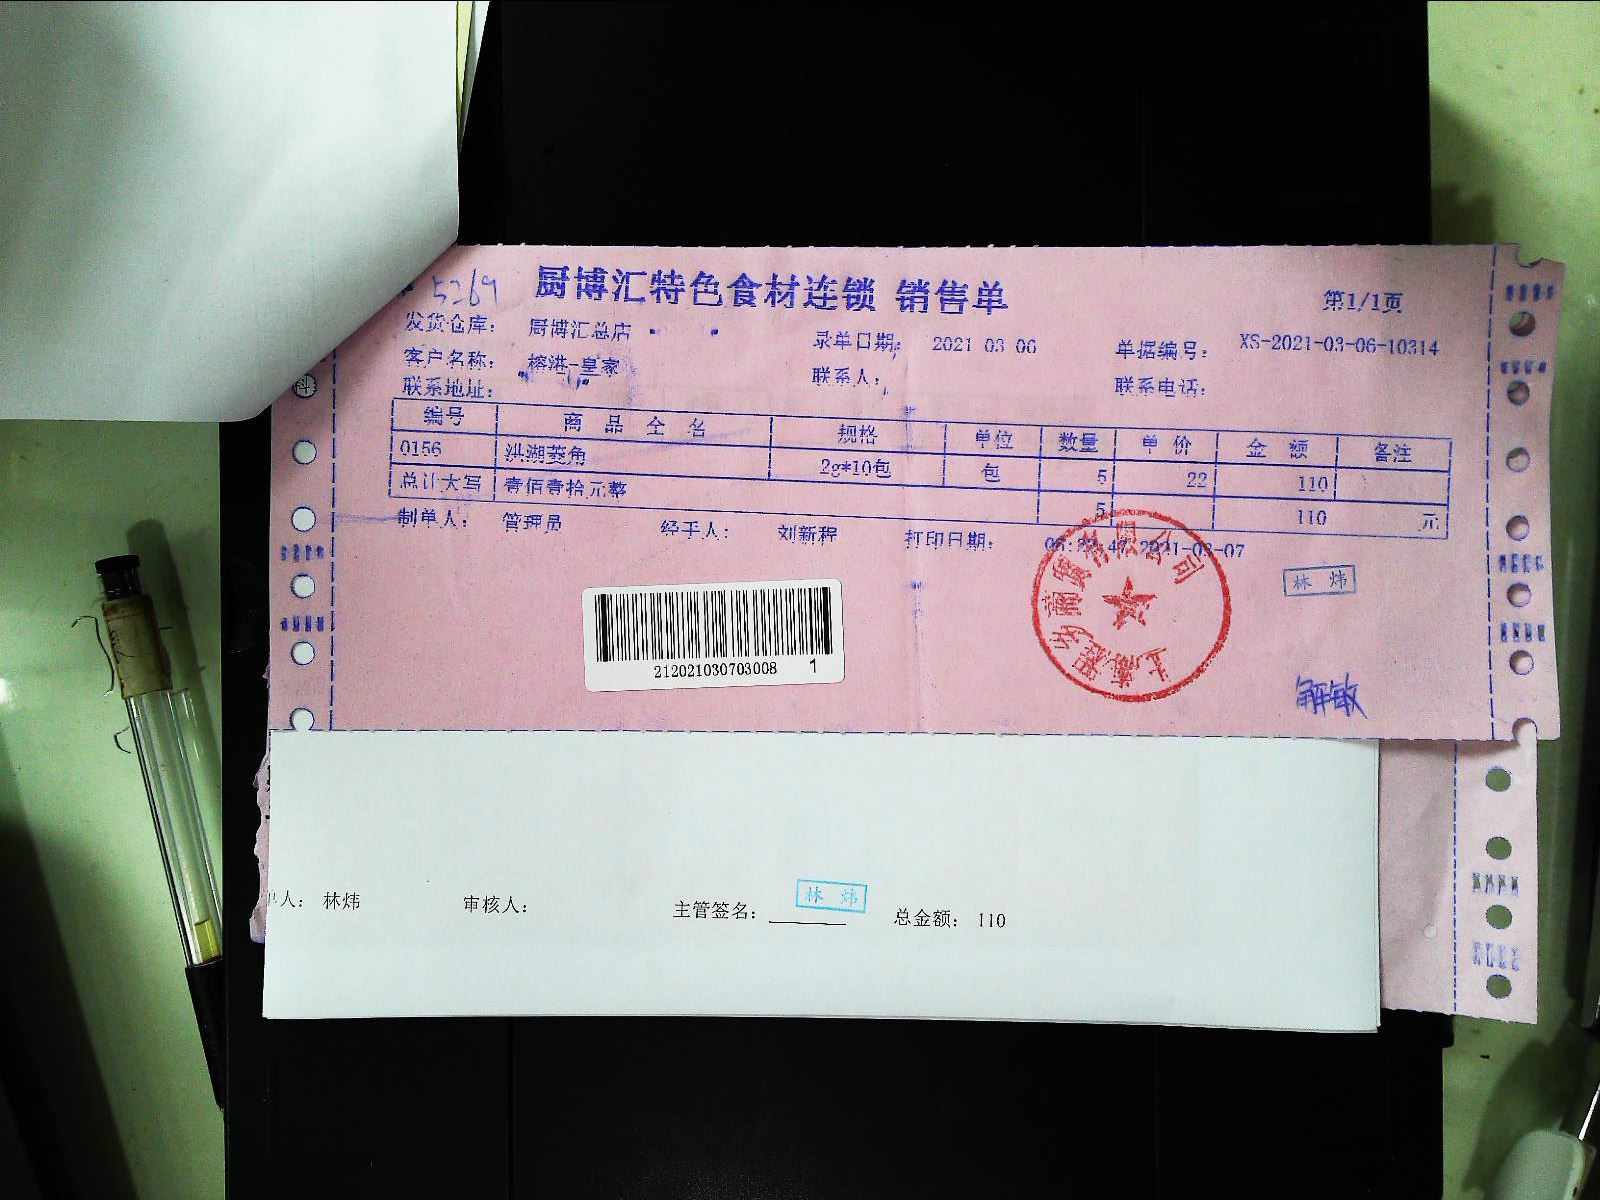 5269
厨博汇特色食材连锁 销售单
第1/1页
发货仓库: 厨博汇总店
录单日期: 2021 03 06
单据编号: XS-2021-03-06-10314
客户名称: 榕港-皇家
联系人:
联系电话:
联系地址:
编号 商品全名 规格 单位 数量 单价 金额 备注
0156 洪湖菱角 2g*10包 包 5 22 110
总计大写 壹佰壹拾元整 5 110 元
制单人: 管理员 经手人: 刘新程 打印日期: 2021-03-07
林炜
212021030703008 1
解敏
人: 林炜 审核人: 主管签名: 林炜 总金额: 110